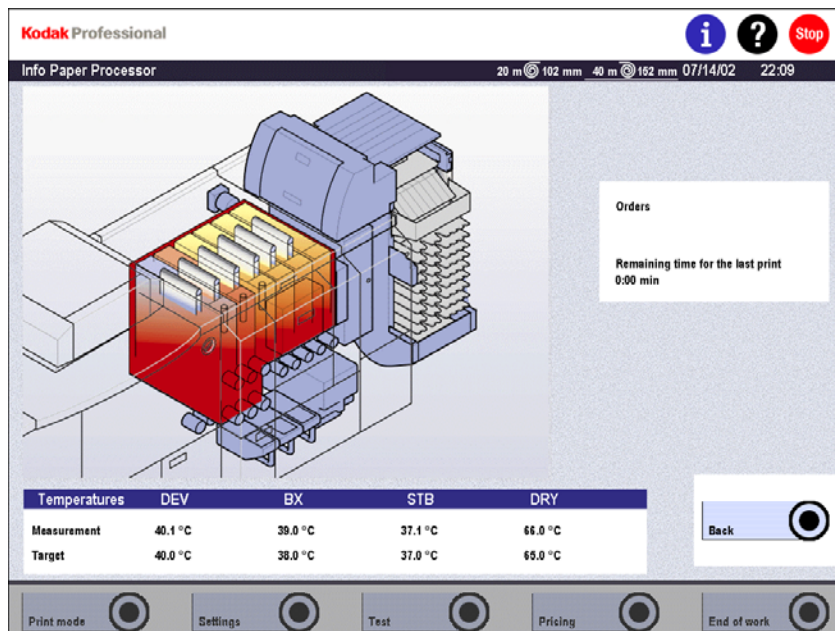 Kodak Professional
i ? Stop
Info Paper Processor 20 m 102 mm 40 m 152 mm 07/14/02 22:09
Orders
Remaining time for the last print
0:00 min
Temperatures DEV BX STB DRY
Measurement 40.1 °C 39.0 °C 37.1 °C 66.0 °C
Target 40.0 °C 38.0 °C 37.0 °C 65.0 °C
Back
Print mode Settings Test Pricing End of work